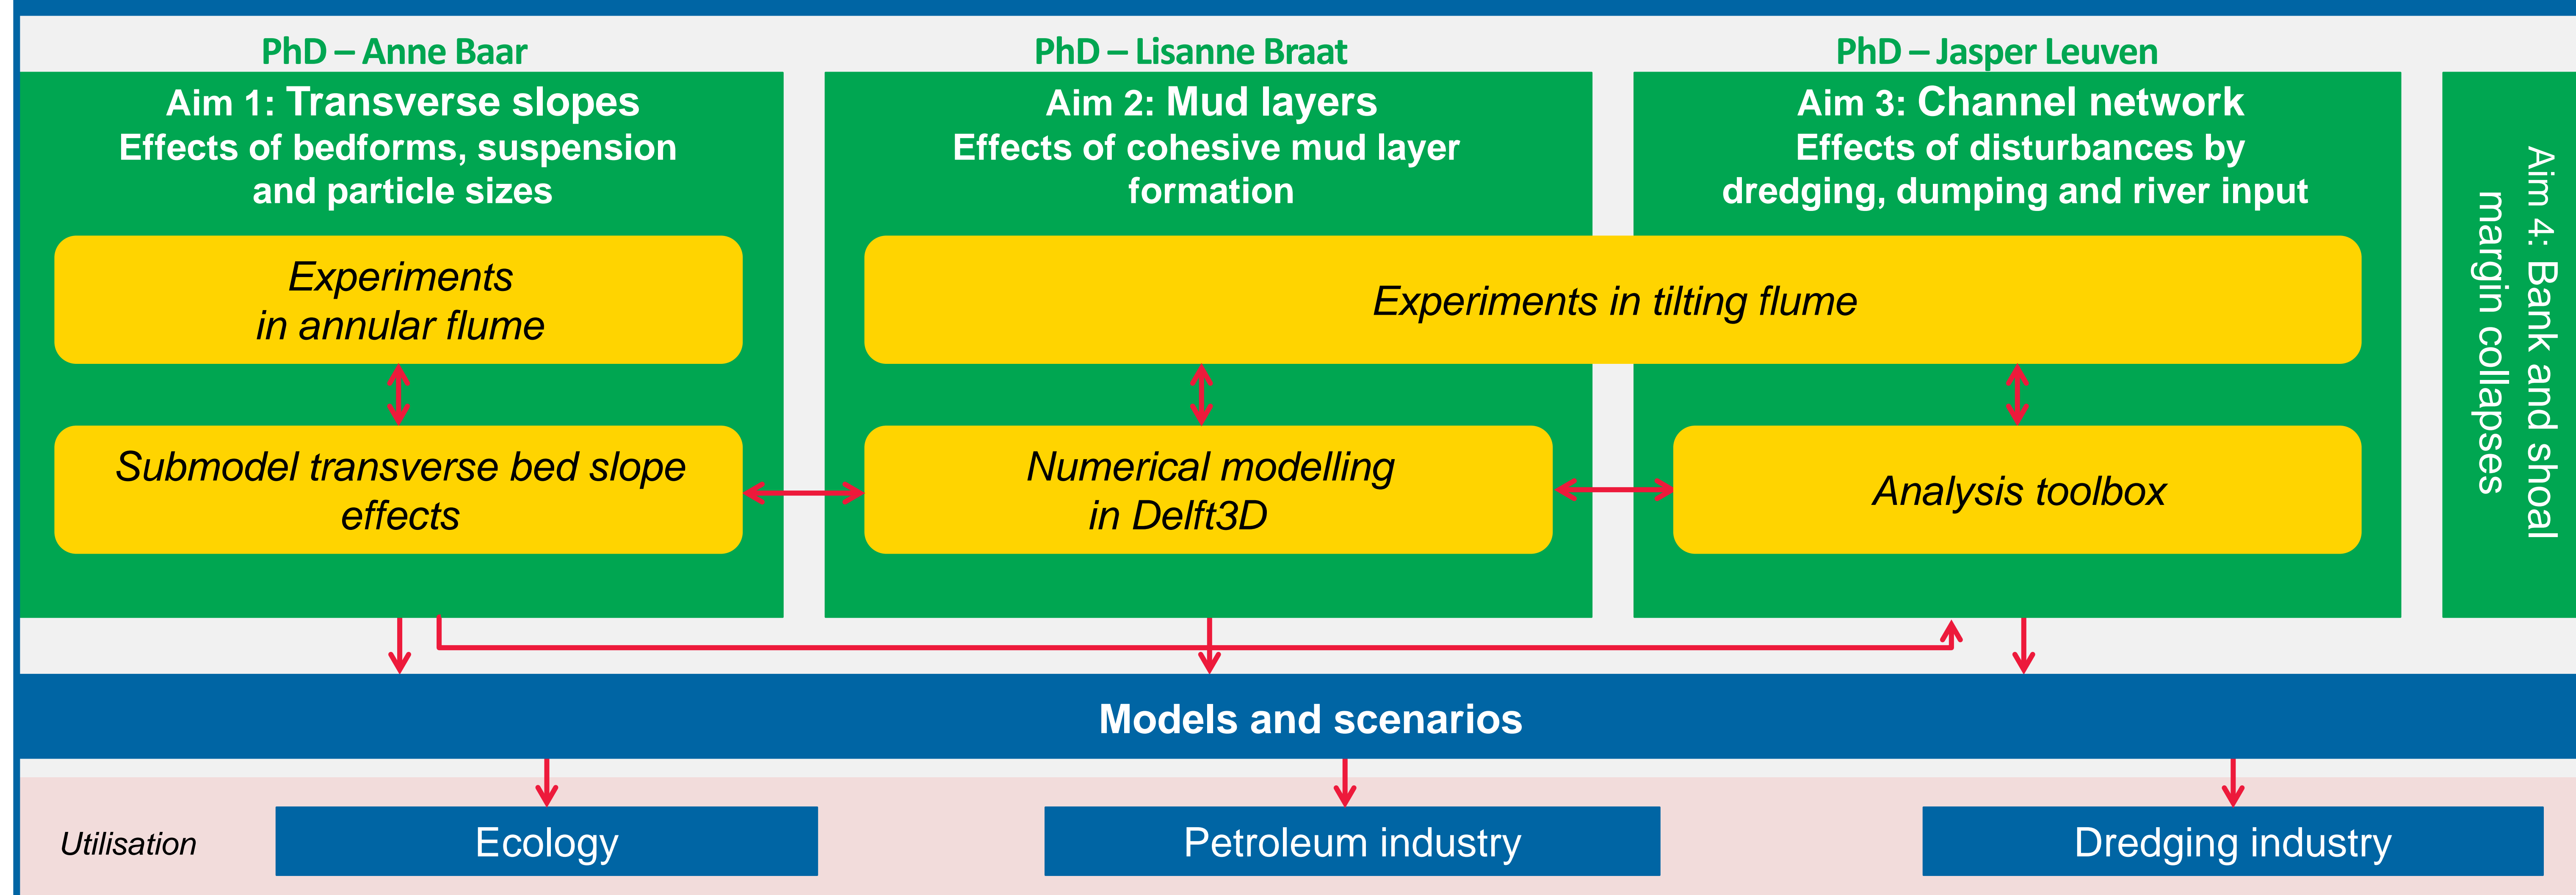 PhD – Anne Baar
Aim 1: Transverse slopes
Effects of bedforms, suspension
and particle sizes
Experiments
in annular flume
Submodel transverse bed slope
effects
PhD – Lisanne Braat
Aim 2: Mud layers
Effects of cohesive mud layer
formation
Experiments in tilting flume
Numerical modelling
in Delft3D
PhD – Jasper Leuven
Aim 3: Channel network
Effects of disturbances by
dredging, dumping and river input
Analysis toolbox
Aim 4: Bank and shoal
margin collapses
Models and scenarios
Utilisation
Ecology
Petroleum industry
Dredging industry